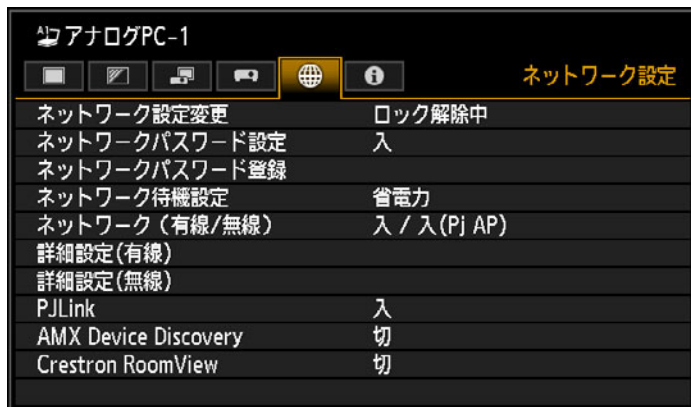 アナログPC-1
ネットワーク設定
ネットワーク設定変更 ロック解除中
ネットワークパスワード設定 入
ネットワークパスワード登録
ネットワーク待機設定 省電力
ネットワーク（有線/無線） 入 / 入(Pj AP)
詳細設定(有線)
詳細設定(無線)
PJLink 入
AMX Device Discovery 切
Crestron RoomView 切